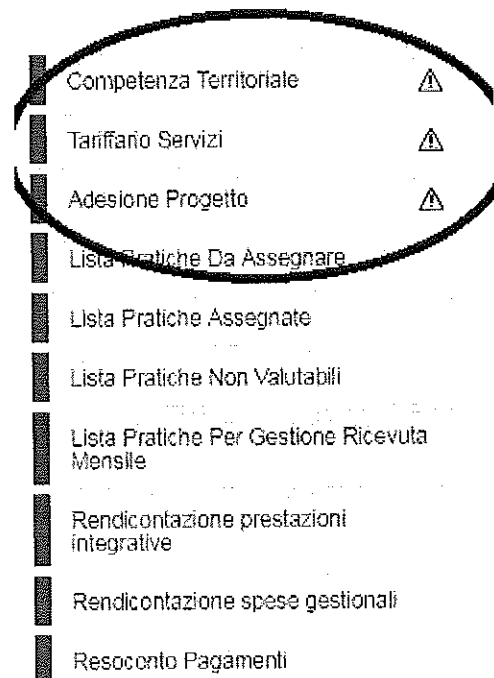 Competenza Territoriale
Tariffario Servizi
Adesione Progetto
Lista Pratiche Da Assegnare
Lista Pratiche Assegnate
Lista Pratiche Non Valutabili
Lista Pratiche Per Gestione Ricevuta
Mensile
Rendicontazione prestazioni
integrative
Rendicontazione spese gestionali
Resoconto Pagamenti